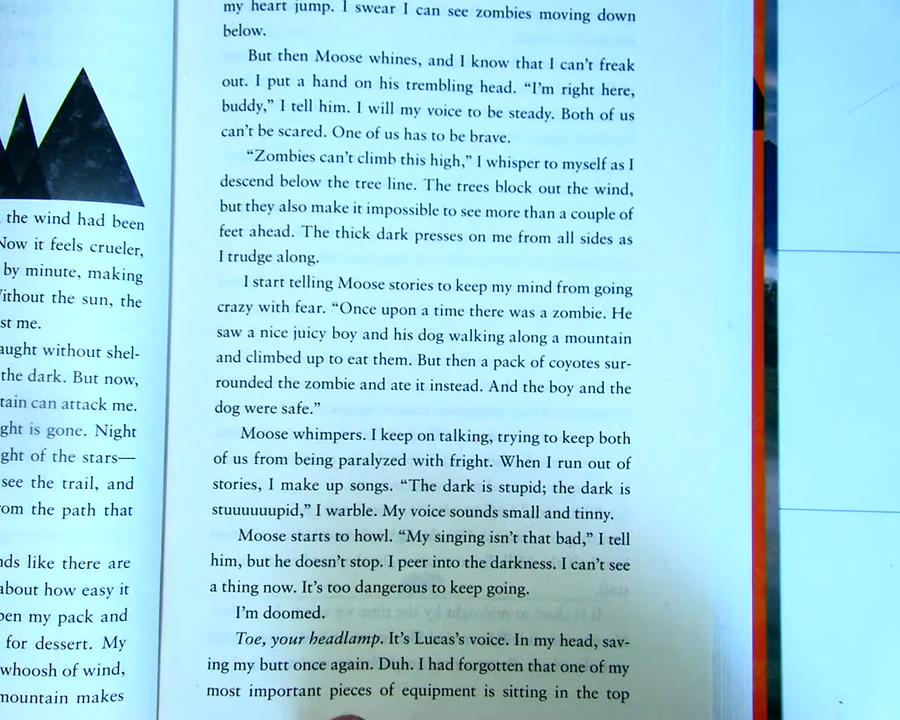 the wind had been
Now it feels crueler,
by minute, making
ithout the sun, the
st me.
aught without shel-
the dark. But now,
tain can attack me.
ght is gone. Night
ght of the stars—
see the trail, and
om the path that
nds like there are
about how easy it
pen my pack and
for dessert. My
whoosh of wind,
mountain makes
my heart jump. I swear I can see zombies moving down
below.
But then Moose whines, and I know that I can't freak
out. I put a hand on his trembling head. “I'm right here,
buddy,” I tell him. I will my voice to be steady. Both of us
can't be scared. One of us has to be brave.
“Zombies can't climb this high,” I whisper to myself as I
descend below the tree line. The trees block out the wind,
but they also make it impossible to see more than a couple of
feet ahead. The thick dark presses on me from all sides as
I trudge along.
I start telling Moose stories to keep my mind from going
crazy with fear. “Once upon a time there was a zombie. He
saw a nice juicy boy and his dog walking along a mountain
and climbed up to eat them. But then a pack of coyotes sur-
rounded the zombie and ate it instead. And the boy and the
dog were safe.”
Moose whimpers. I keep on talking, trying to keep both
of us from being paralyzed with fright. When I run out of
stories, I make up songs. “The dark is stupid; the dark is
stuuuuuupid,” I warble. My voice sounds small and tinny.
Moose starts to howl. “My singing isn't that bad,” I tell
him, but he doesn't stop. I peer into the darkness. I can't see
a thing now. It's too dangerous to keep going.
I'm doomed.
Toe, your headlamp. It's Lucas's voice. In my head, sav-
ing my butt once again. Duh. I had forgotten that one of my
most important pieces of equipment is sitting in the top